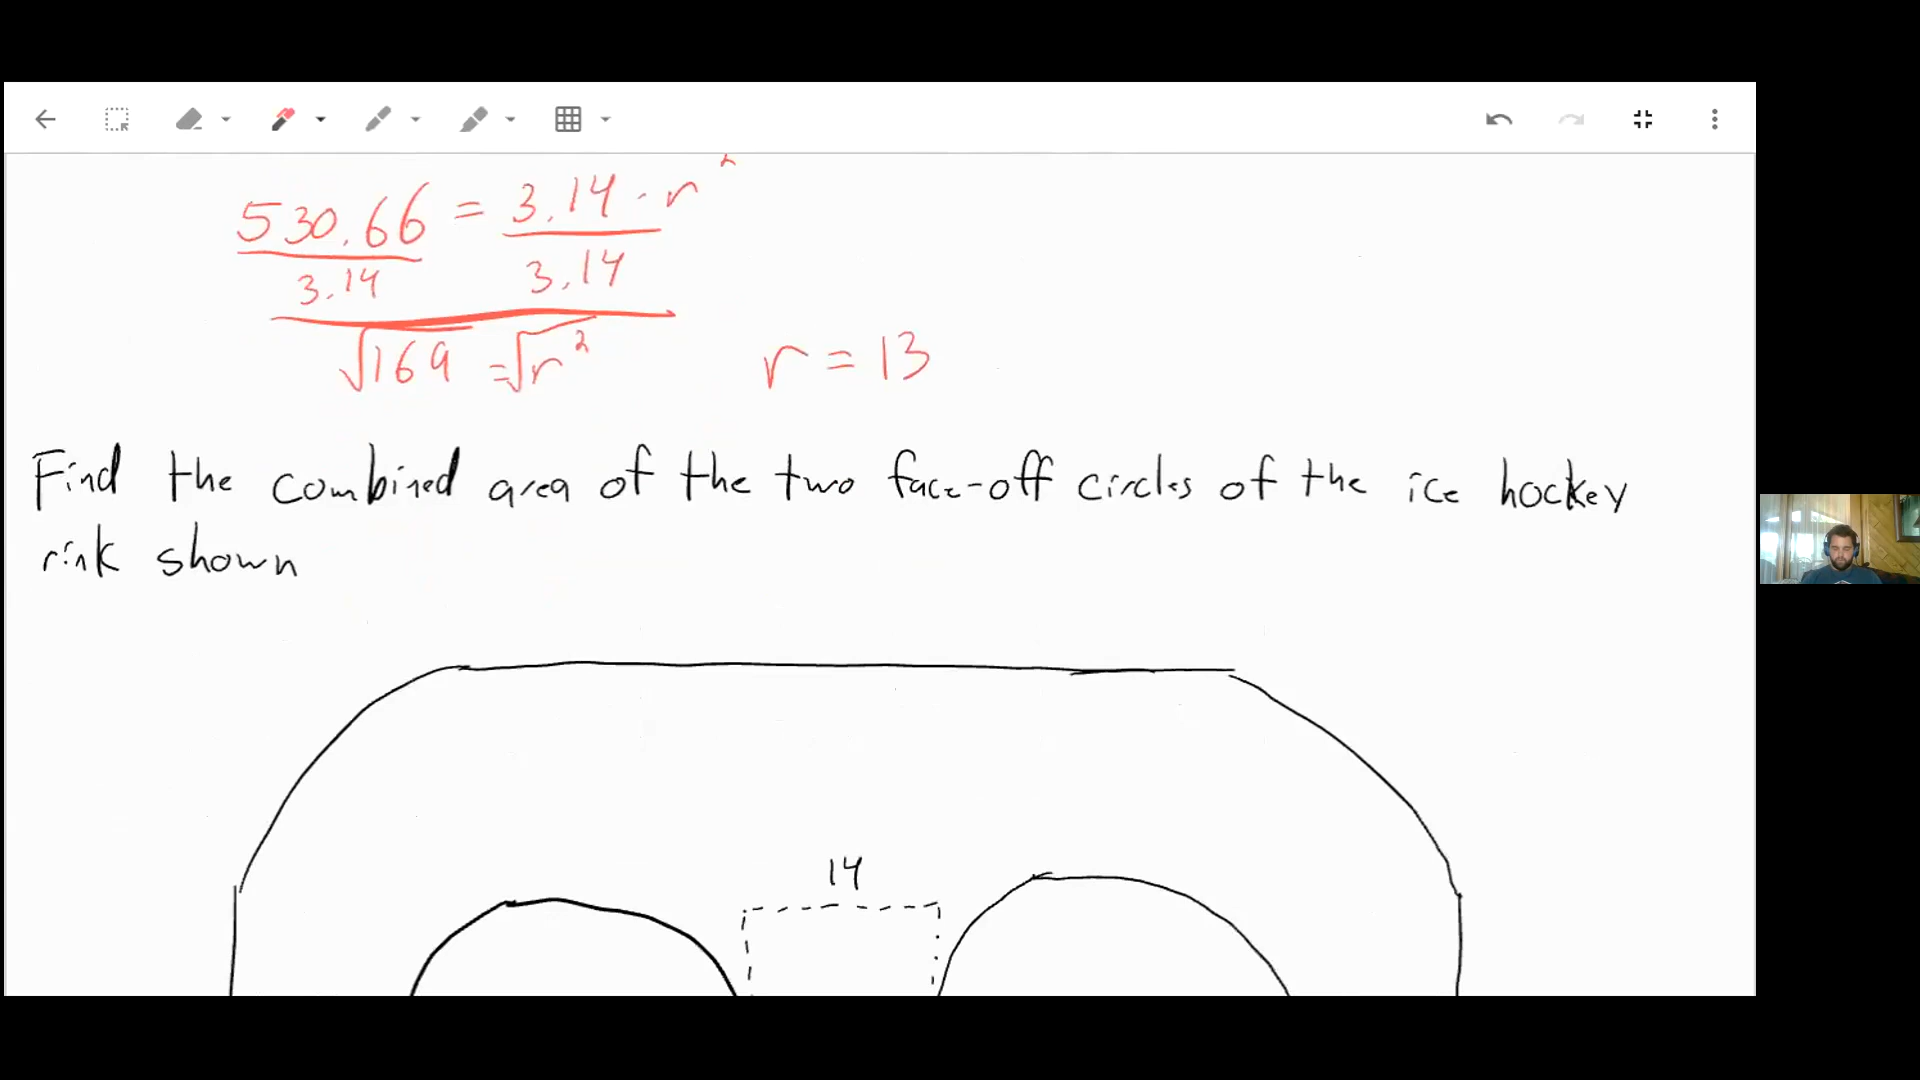 530.66 = 3.14 · r²
3.14 3.14
√169 = √r² r = 13
Find the combined area of the two face-off circles of the ice hockey
rink shown
14